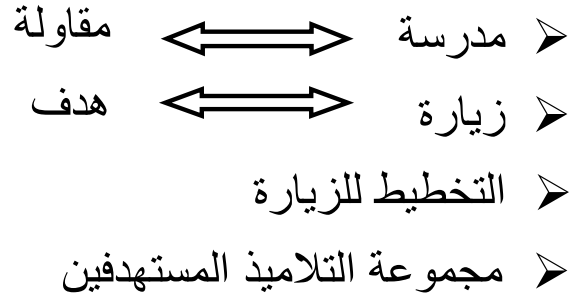 مدرسة مقاولة
زيارة هدف
التخطيط للزيارة
مجموعة التلاميذ المستهدفين